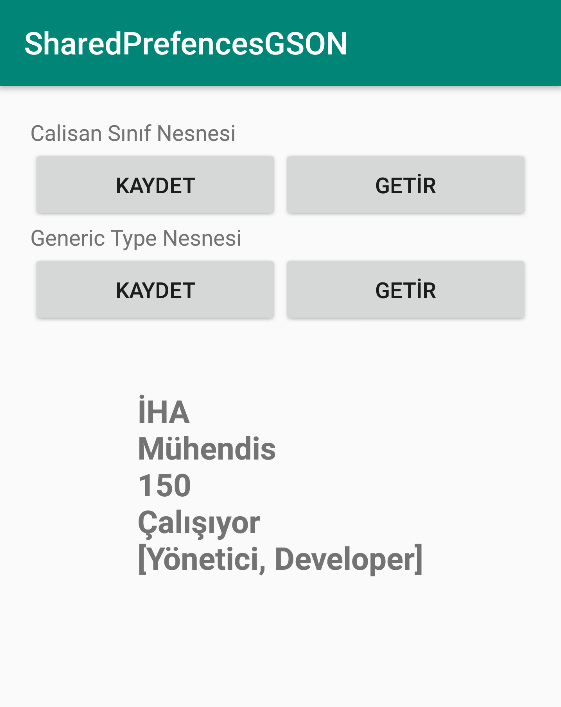 SharedPrefencesGSON
Calisan Sınıf Nesnesi
KAYDET GETİR
Generic Type Nesnesi
KAYDET GETİR
İHA
Mühendis
150
Çalışıyor
[Yönetici, Developer]